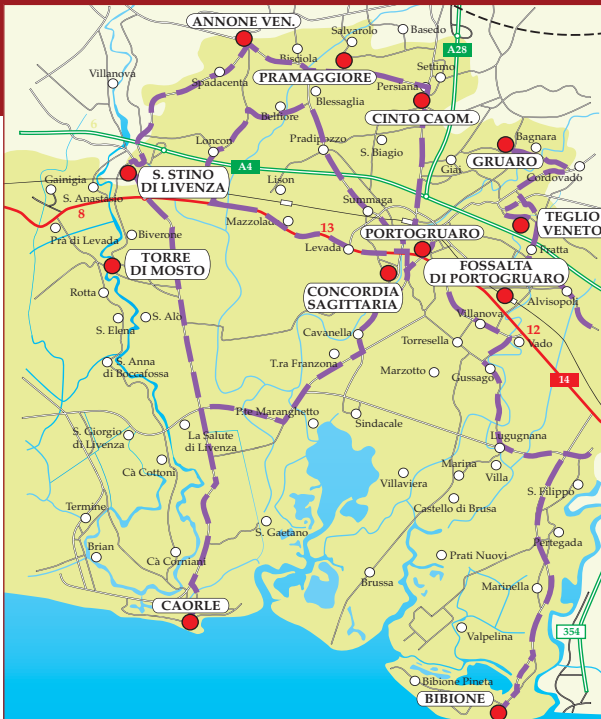 ANNONE VEN.
Salvarolo
Basedo
A28
Bisciola
Settimo
Villanova
Spadacenta
PRAMAGGIORE
Persiana
Blessaglia
Belfiore
CINTO CAOM.
Loncon
Pradipozzo
S. Biagio
Bagnara
GRUARO
Giai
Cordovado
A4
Gainigia
S. Anastasio
S. STINO
DI LIVENZA
Lison
Summaga
8
Mazzolada
13
Levada
PORTOGRUARO
TEGLIO
VENETO
Prà di Levada
Biverone
Fratta
TORRE
DI MOSTO
FOSSALTA
DI PORTOGRUARO
CONCORDIA
SAGITTARIA
Rotta
Alvisopoli
S. Elena
S. Alò
Villanova
12
Cavanella
Torresella
Vado
T.ra Franzona
S. Anna
di Boccafossa
Marzotto
Gussago
14
P.te Maranghetto
Sindacale
S. Giorgio
di Livenza
La Salute
di Livenza
Lugugnana
Cà Cottoni
Marina
Villa
Villaviera
S. Filippo
Termine
Castello di Brusa
S. Gaetano
Pertegada
Brian
Cà Corniani
Prati Nuovi
Brussa
Marinella
CAORLE
Valpelina
354
Bibione Pineta
BIBIONE